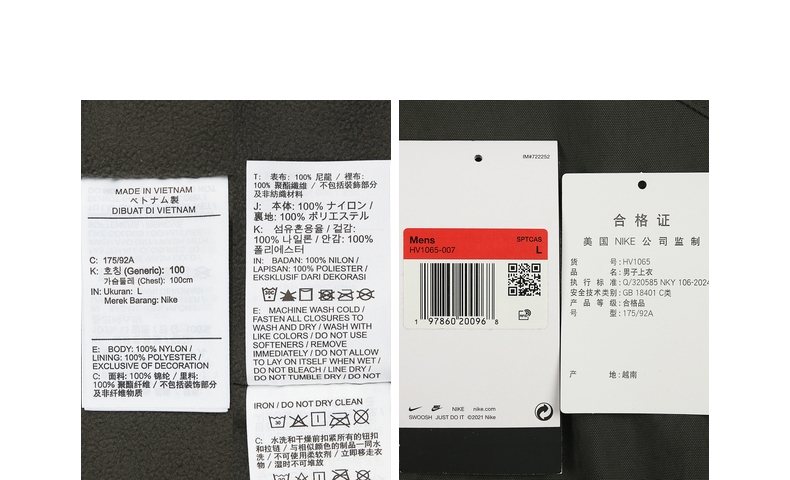 MADE IN VIETNAM
ベトナム製
DIBUAT DI VIETNAM
C: 175/92A
K: 호칭 (Generic): 100
가슴둘레 (Chest): 100cm
IN: Ukuran: L
Merek Barang: Nike
E: BODY: 100% NYLON /
LINING: 100% POLYESTER /
EXCLUSIVE OF DECORATION
C: 面料: 100% 锦纶 / 里料:
100% 聚酯纤维 / 不包括装饰部分
及非纤维物质
T: 表布: 100% 尼龍 / 裡布:
100% 聚酯纖維 / 不包括裝飾部分
及非紡織材料
J: 本体: 100% ナイロン /
裏地: 100% ポリエステル
K: 섬유혼용율 / 겉감:
100% 나일론 / 안감: 100%
폴리에스터
IN: BADAN: 100% NILON /
LAPISAN: 100% POLIESTER /
EKSKLUSIF DARI DEKORASI
E: MACHINE WASH COLD /
FASTEN ALL CLOSURES TO
WASH AND DRY / WASH WITH
LIKE COLORS / DO NOT USE
SOFTENERS / REMOVE
IMMEDIATELY / DO NOT ALLOW
TO LAY ON ITSELF WHEN WET /
DO NOT BLEACH / LINE DRY /
DO NOT TUMBLE DRY / DO NOT
IRON / DO NOT DRY CLEAN
C: 水洗和干燥前扣紧所有的钮扣
和拉链 / 与相似颜色的制品一同水
洗 / 不可使用柔软剂 / 立即移走衣
物 / 湿时不可堆放
IM#722252
Mens SPTCAS
HV1065-007 L
1 97860 20096 8
NIKE nike.com
SWOOSH JUST DO IT ©2021 Nike
合格证
美国 NIKE 公司监制
货 号: HV1065
品 名: 男子上衣
执行标准: Q/320585 NKY 106-2024
安全技术类别: GB 18401 C类
产品等级: 合格品
号 型: 175/92A
产 地: 越南